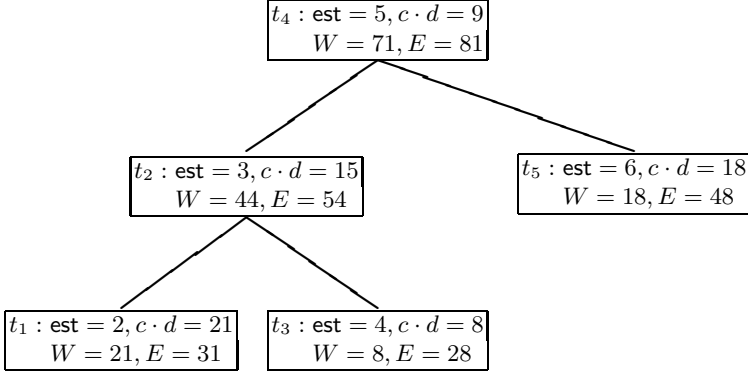 t₄ : est = 5, c · d = 9
W = 71, E = 81
t₂ : est = 3, c · d = 15
W = 44, E = 54
t₅ : est = 6, c · d = 18
W = 18, E = 48
t₁ : est = 2, c · d = 21
W = 21, E = 31
t₃ : est = 4, c · d = 8
W = 8, E = 28